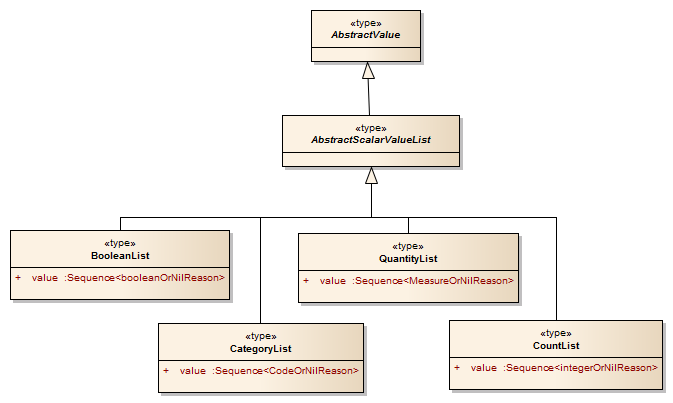 «type»
AbstractValue
«type»
AbstractScalarValueList
«type»
BooleanList
+ value :Sequence<booleanOrNilReason>
«type»
QuantityList
+ value :Sequence<MeasureOrNilReason>
«type»
CategoryList
+ value :Sequence<CodeOrNilReason>
«type»
CountList
+ value :Sequence<integerOrNilReason>